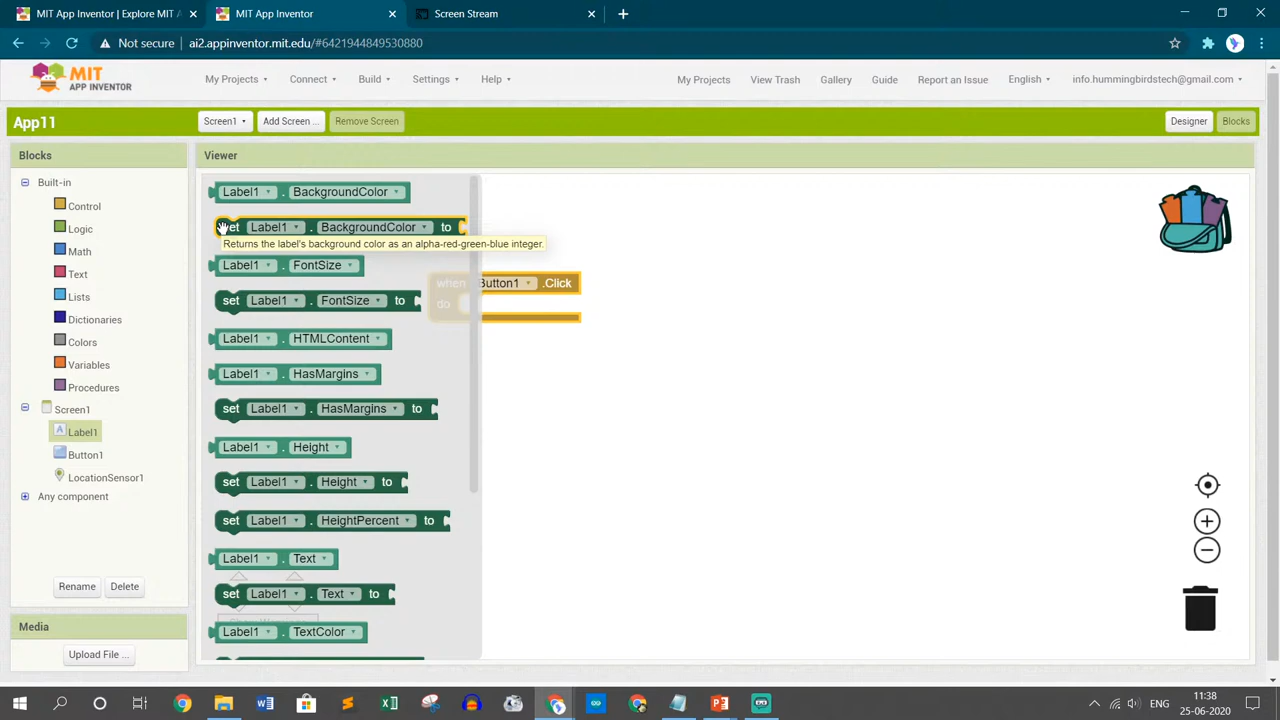 MIT App Inventor | Explore MIT A
MIT App Inventor
Screen Stream
Not secure
ai2.appinventor.mit.edu/#6421944849530880
MIT
APP INVENTOR
My Projects
Connect
Build
Settings
Help
My Projects
View Trash
Gallery
Guide
Report an Issue
English
info.hummingbirdstech@gmail.com
App11
Screen1
Add Screen ...
Remove Screen
Designer
Blocks
Blocks
Viewer
Built-in
Control
Logic
Math
Text
Lists
Dictionaries
Colors
Variables
Procedures
Screen1
Label1
Button1
LocationSensor1
Any component
Rename
Delete
Media
Upload File ...
Label1 . BackgroundColor
set Label1 . BackgroundColor to
Returns the label's background color as an alpha-red-green-blue integer.
Label1 . FontSize
set Label1 . FontSize to
Label1 . HTMLContent
Label1 . HasMargins
set Label1 . HasMargins to
Label1 . Height
set Label1 . Height to
set Label1 . HeightPercent to
Label1 . Text
set Label1 . Text to
Label1 . TextColor
when Button1 .Click
do
ENG
11:38
25-06-2020